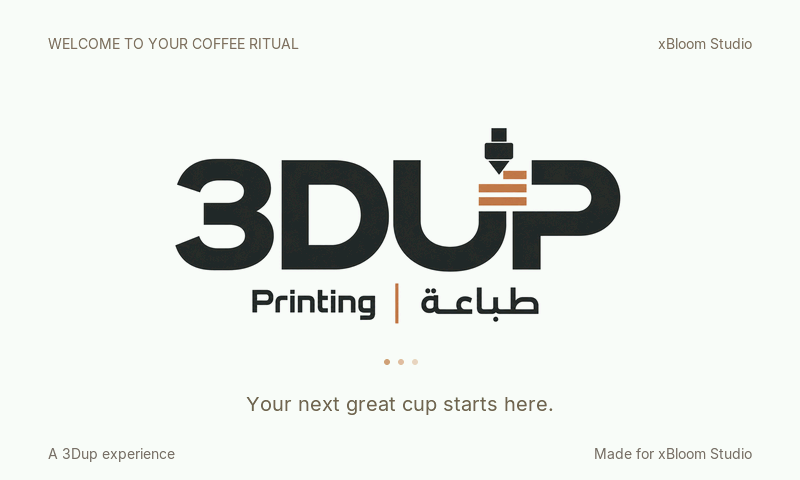 WELCOME TO YOUR COFFEE RITUAL
xBloom Studio
3DUP
Printing | طباعة
Your next great cup starts here.
A 3Dup experience
Made for xBloom Studio